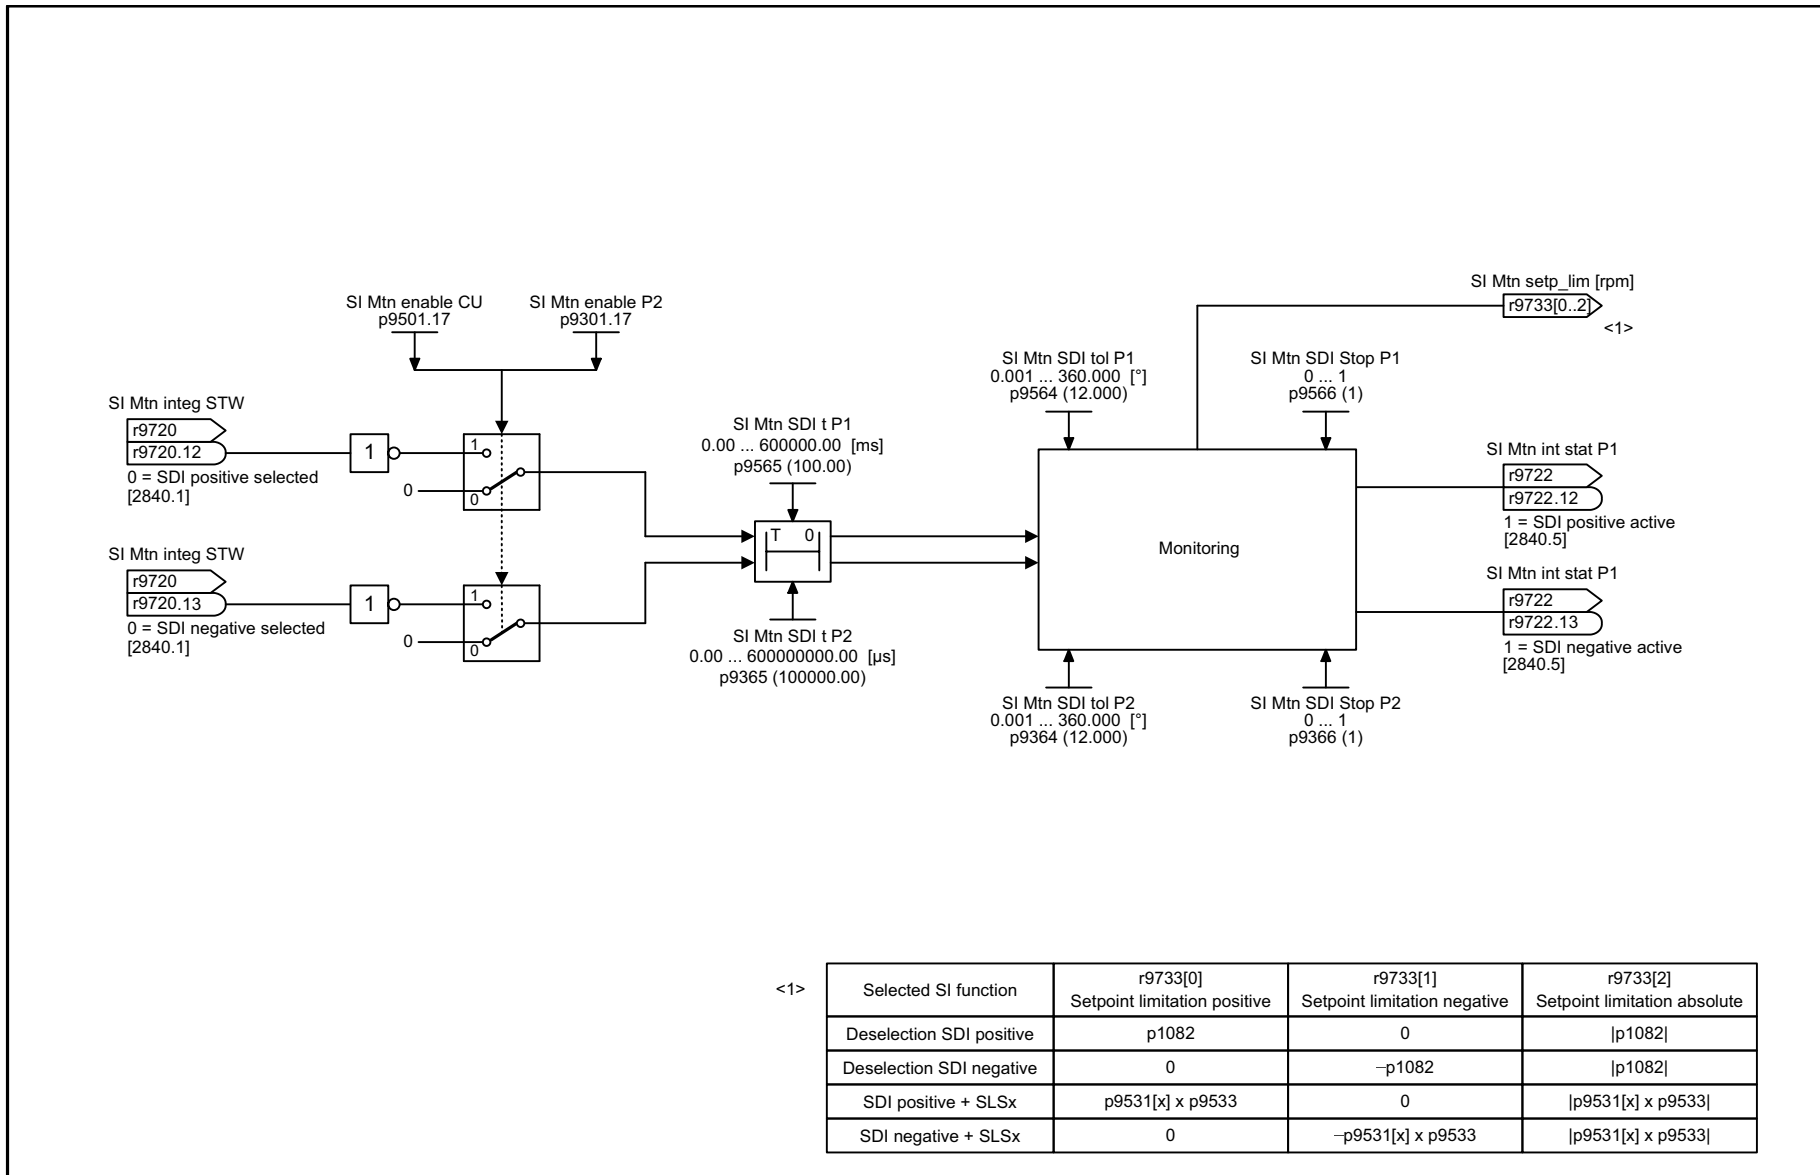 SI Mtn setp_lim [rpm]
r9733[0..2]
<1>
SI Mtn enable CU
p9501.17
SI Mtn enable P2
p9301.17
SI Mtn SDI tol P1
0.001 ... 360.000 [°]
p9564 (12.000)
SI Mtn SDI Stop P1
0 ... 1
p9566 (1)
SI Mtn integ STW
r9720
r9720.12
0 = SDI positive selected
[2840.1]
1
1
0
0
SI Mtn SDI t P1
0.00 ... 600000.00 [ms]
p9565 (100.00)
T 0
SI Mtn SDI t P2
0.00 ... 600000000.00 [µs]
p9365 (100000.00)
Monitoring
SI Mtn int stat P1
r9722
r9722.12
1 = SDI positive active
[2840.5]
SI Mtn integ STW
r9720
r9720.13
0 = SDI negative selected
[2840.1]
1
1
0
0
SI Mtn int stat P1
r9722
r9722.13
1 = SDI negative active
[2840.5]
SI Mtn SDI tol P2
0.001 ... 360.000 [°]
p9364 (12.000)
SI Mtn SDI Stop P2
0 ... 1
p9366 (1)
<1>
Selected SI function
r9733[0]
Setpoint limitation positive
r9733[1]
Setpoint limitation negative
r9733[2]
Setpoint limitation absolute
Deselection SDI positive p1082 0 |p1082|
Deselection SDI negative 0 –p1082 |p1082|
SDI positive + SLSx p9531[x] x p9533 0 |p9531[x] x p9533|
SDI negative + SLSx 0 –p9531[x] x p9533 |p9531[x] x p9533|